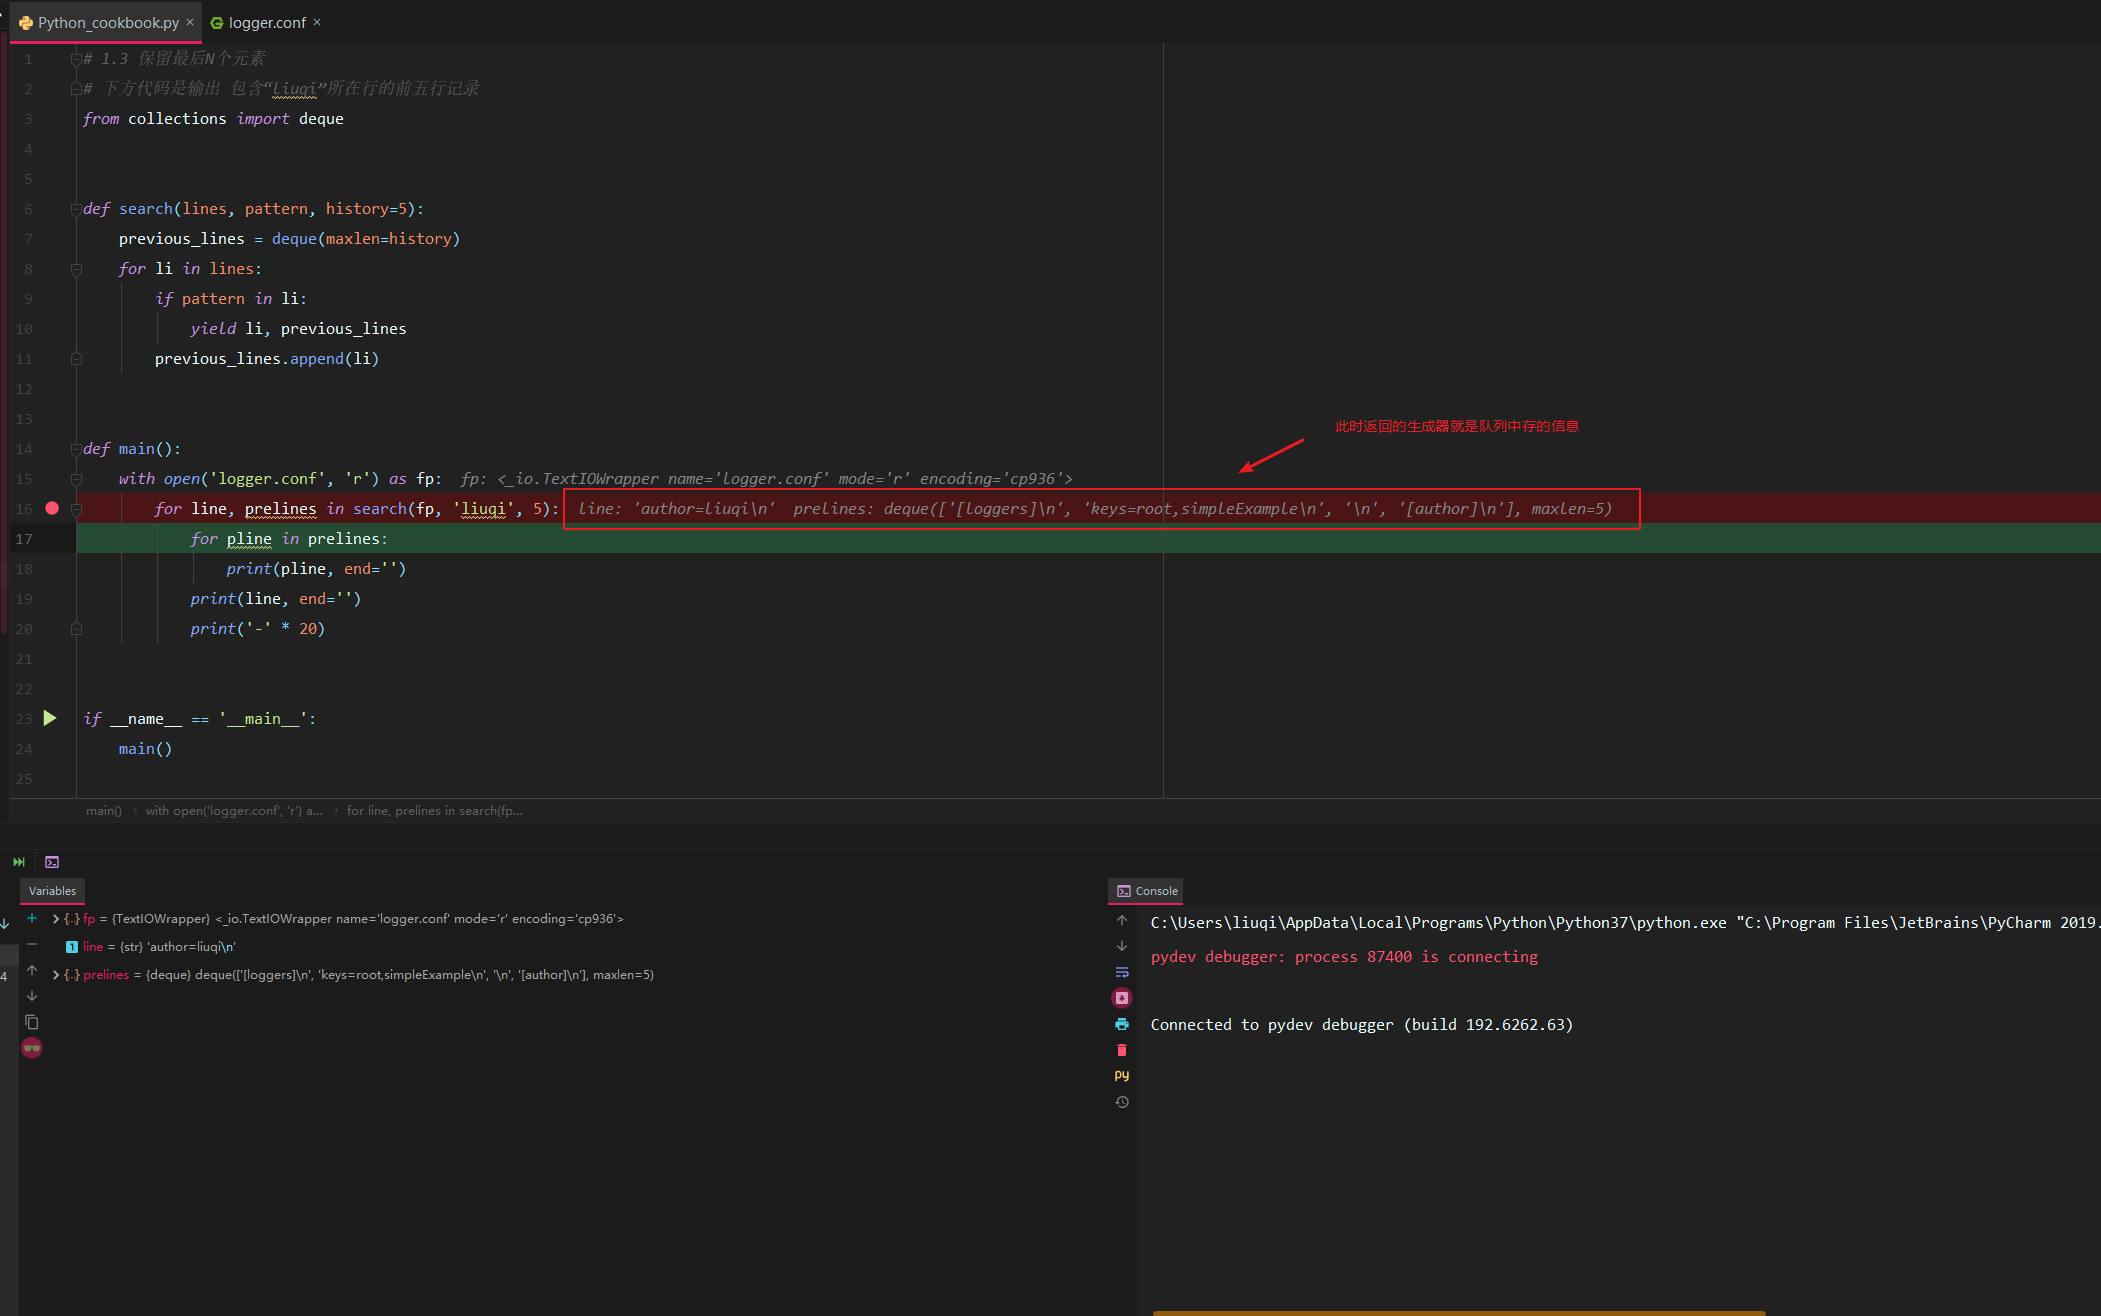 Python_cookbook.py × logger.conf ×
1 # 1.3 保留最后N个元素
2 # 下方代码是输出 包含“liuqi”所在行的前五行记录
3 from collections import deque
4
5
6 def search(lines, pattern, history=5):
7 previous_lines = deque(maxlen=history)
8 for li in lines:
9 if pattern in li:
10 yield li, previous_lines
11 previous_lines.append(li)
12
13
此时返回的生成器就是队列中存的信息
14 def main():
15 with open('logger.conf', 'r') as fp: fp: <_io.TextIOWrapper name='logger.conf' mode='r' encoding='cp936'>
16 for line, prelines in search(fp, 'liuqi', 5): line: 'author=liuqi\n' prelines: deque(['[loggers]\n', 'keys=root,simpleExample\n', '\n', '[author]\n'], maxlen=5)
17 for pline in prelines:
18 print(pline, end='')
19 print(line, end='')
20 print('-' * 20)
21
22
23 if __name__ == '__main__':
24 main()
25
main() › with open('logger.conf', 'r') a... › for line, prelines in search(fp...
Variables
fp = {TextIOWrapper} <_io.TextIOWrapper name='logger.conf' mode='r' encoding='cp936'>
line = {str} 'author=liuqi\n'
4
prelines = {deque} deque(['[loggers]\n', 'keys=root,simpleExample\n', '\n', '[author]\n'], maxlen=5)
Console
C:\Users\liuqi\AppData\Local\Programs\Python\Python37\python.exe "C:\Program Files\JetBrains\PyCharm 2019.
pydev debugger: process 87400 is connecting
Connected to pydev debugger (build 192.6262.63)
py